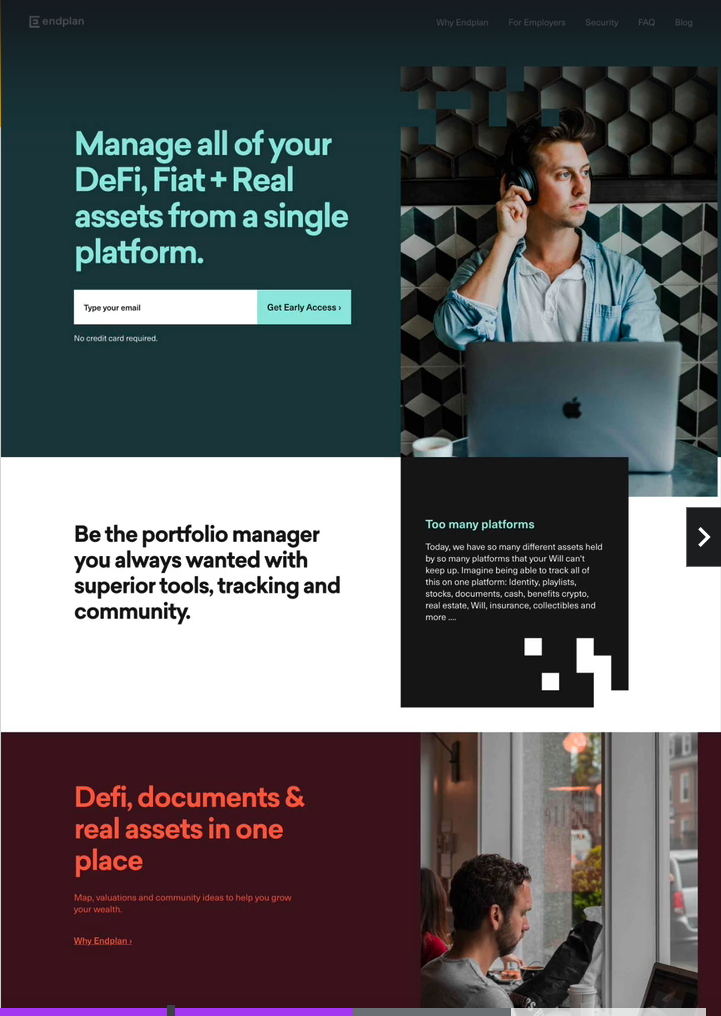 endplan
Why Endplan For Employers Security FAQ Blog
Manage all of your
DeFi, Fiat + Real
assets from a single
platform.
Type your email
Get Early Access ›
No credit card required.
Be the portfolio manager
you always wanted with
superior tools, tracking and
community.
Too many platforms
Today, we have so many different assets held
by so many platforms that your Will can't
keep up. Imagine being able to track all of
this on one platform: Identity, playlists,
stocks, documents, cash, benefits crypto,
real estate, Will, insurance, collectibles and
more ....
Defi, documents &
real assets in one
place
Map, valuations and community ideas to help you grow
your wealth.
Why Endplan ›